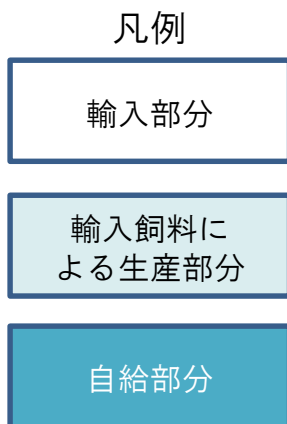 凡例
輸入部分
輸入飼料に
よる生産部分
自給部分